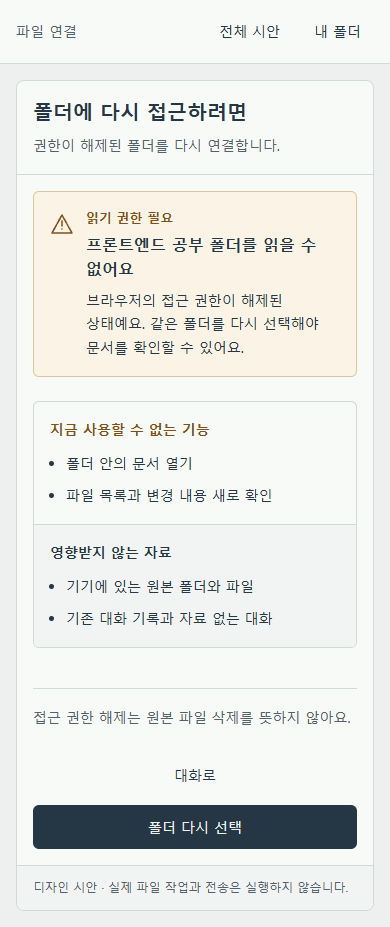 파일 연결
전체 시안
내 폴더
폴더에 다시 접근하려면
권한이 해제된 폴더를 다시 연결합니다.
읽기 권한 필요
프론트엔드 공부 폴더를 읽을 수
없어요
브라우저의 접근 권한이 해제된
상태예요. 같은 폴더를 다시 선택해야
문서를 확인할 수 있어요.
지금 사용할 수 없는 기능
폴더 안의 문서 열기
파일 목록과 변경 내용 새로 확인
영향받지 않는 자료
기기에 있는 원본 폴더와 파일
기존 대화 기록과 자료 없는 대화
접근 권한 해제는 원본 파일 삭제를 뜻하지 않아요.
대화로
폴더 다시 선택
디자인 시안 · 실제 파일 작업과 전송은 실행하지 않습니다.